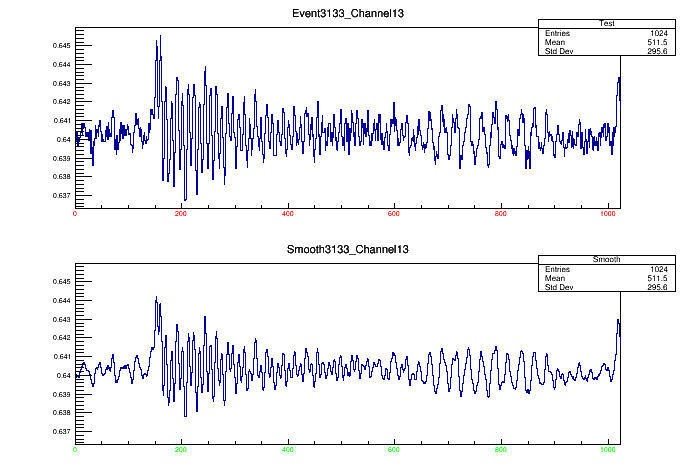 Event3133_Channel13
Test
Entries 1024
Mean 511.5
Std Dev 295.6
0.645
0.644
0.643
0.642
0.641
0.64
0.639
0.638
0.637
0 200 400 600 800 1000
Smooth3133_Channel13
Smooth
Entries 1024
Mean 511.5
Std Dev 295.6
0.645
0.644
0.643
0.642
0.641
0.64
0.639
0.638
0.637
0 200 400 600 800 1000